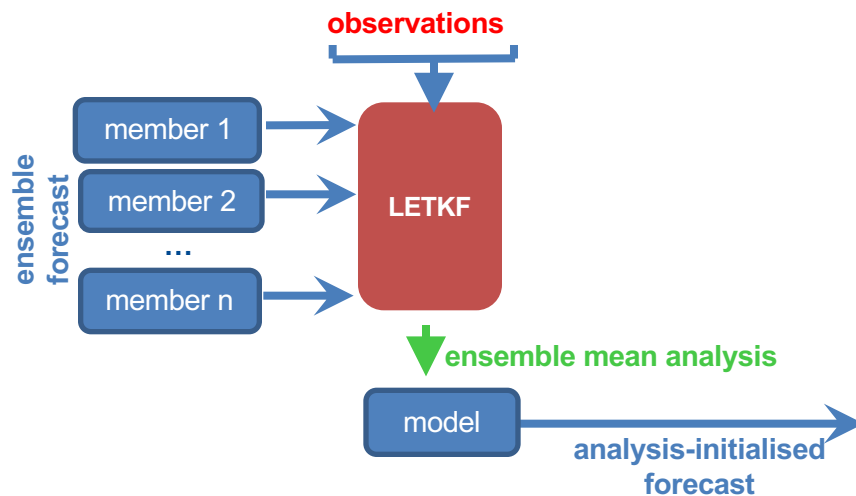 observations
member 1
member 2
...
member n
ensemble
forecast
LETKF
ensemble mean analysis
model
analysis-initialised
forecast